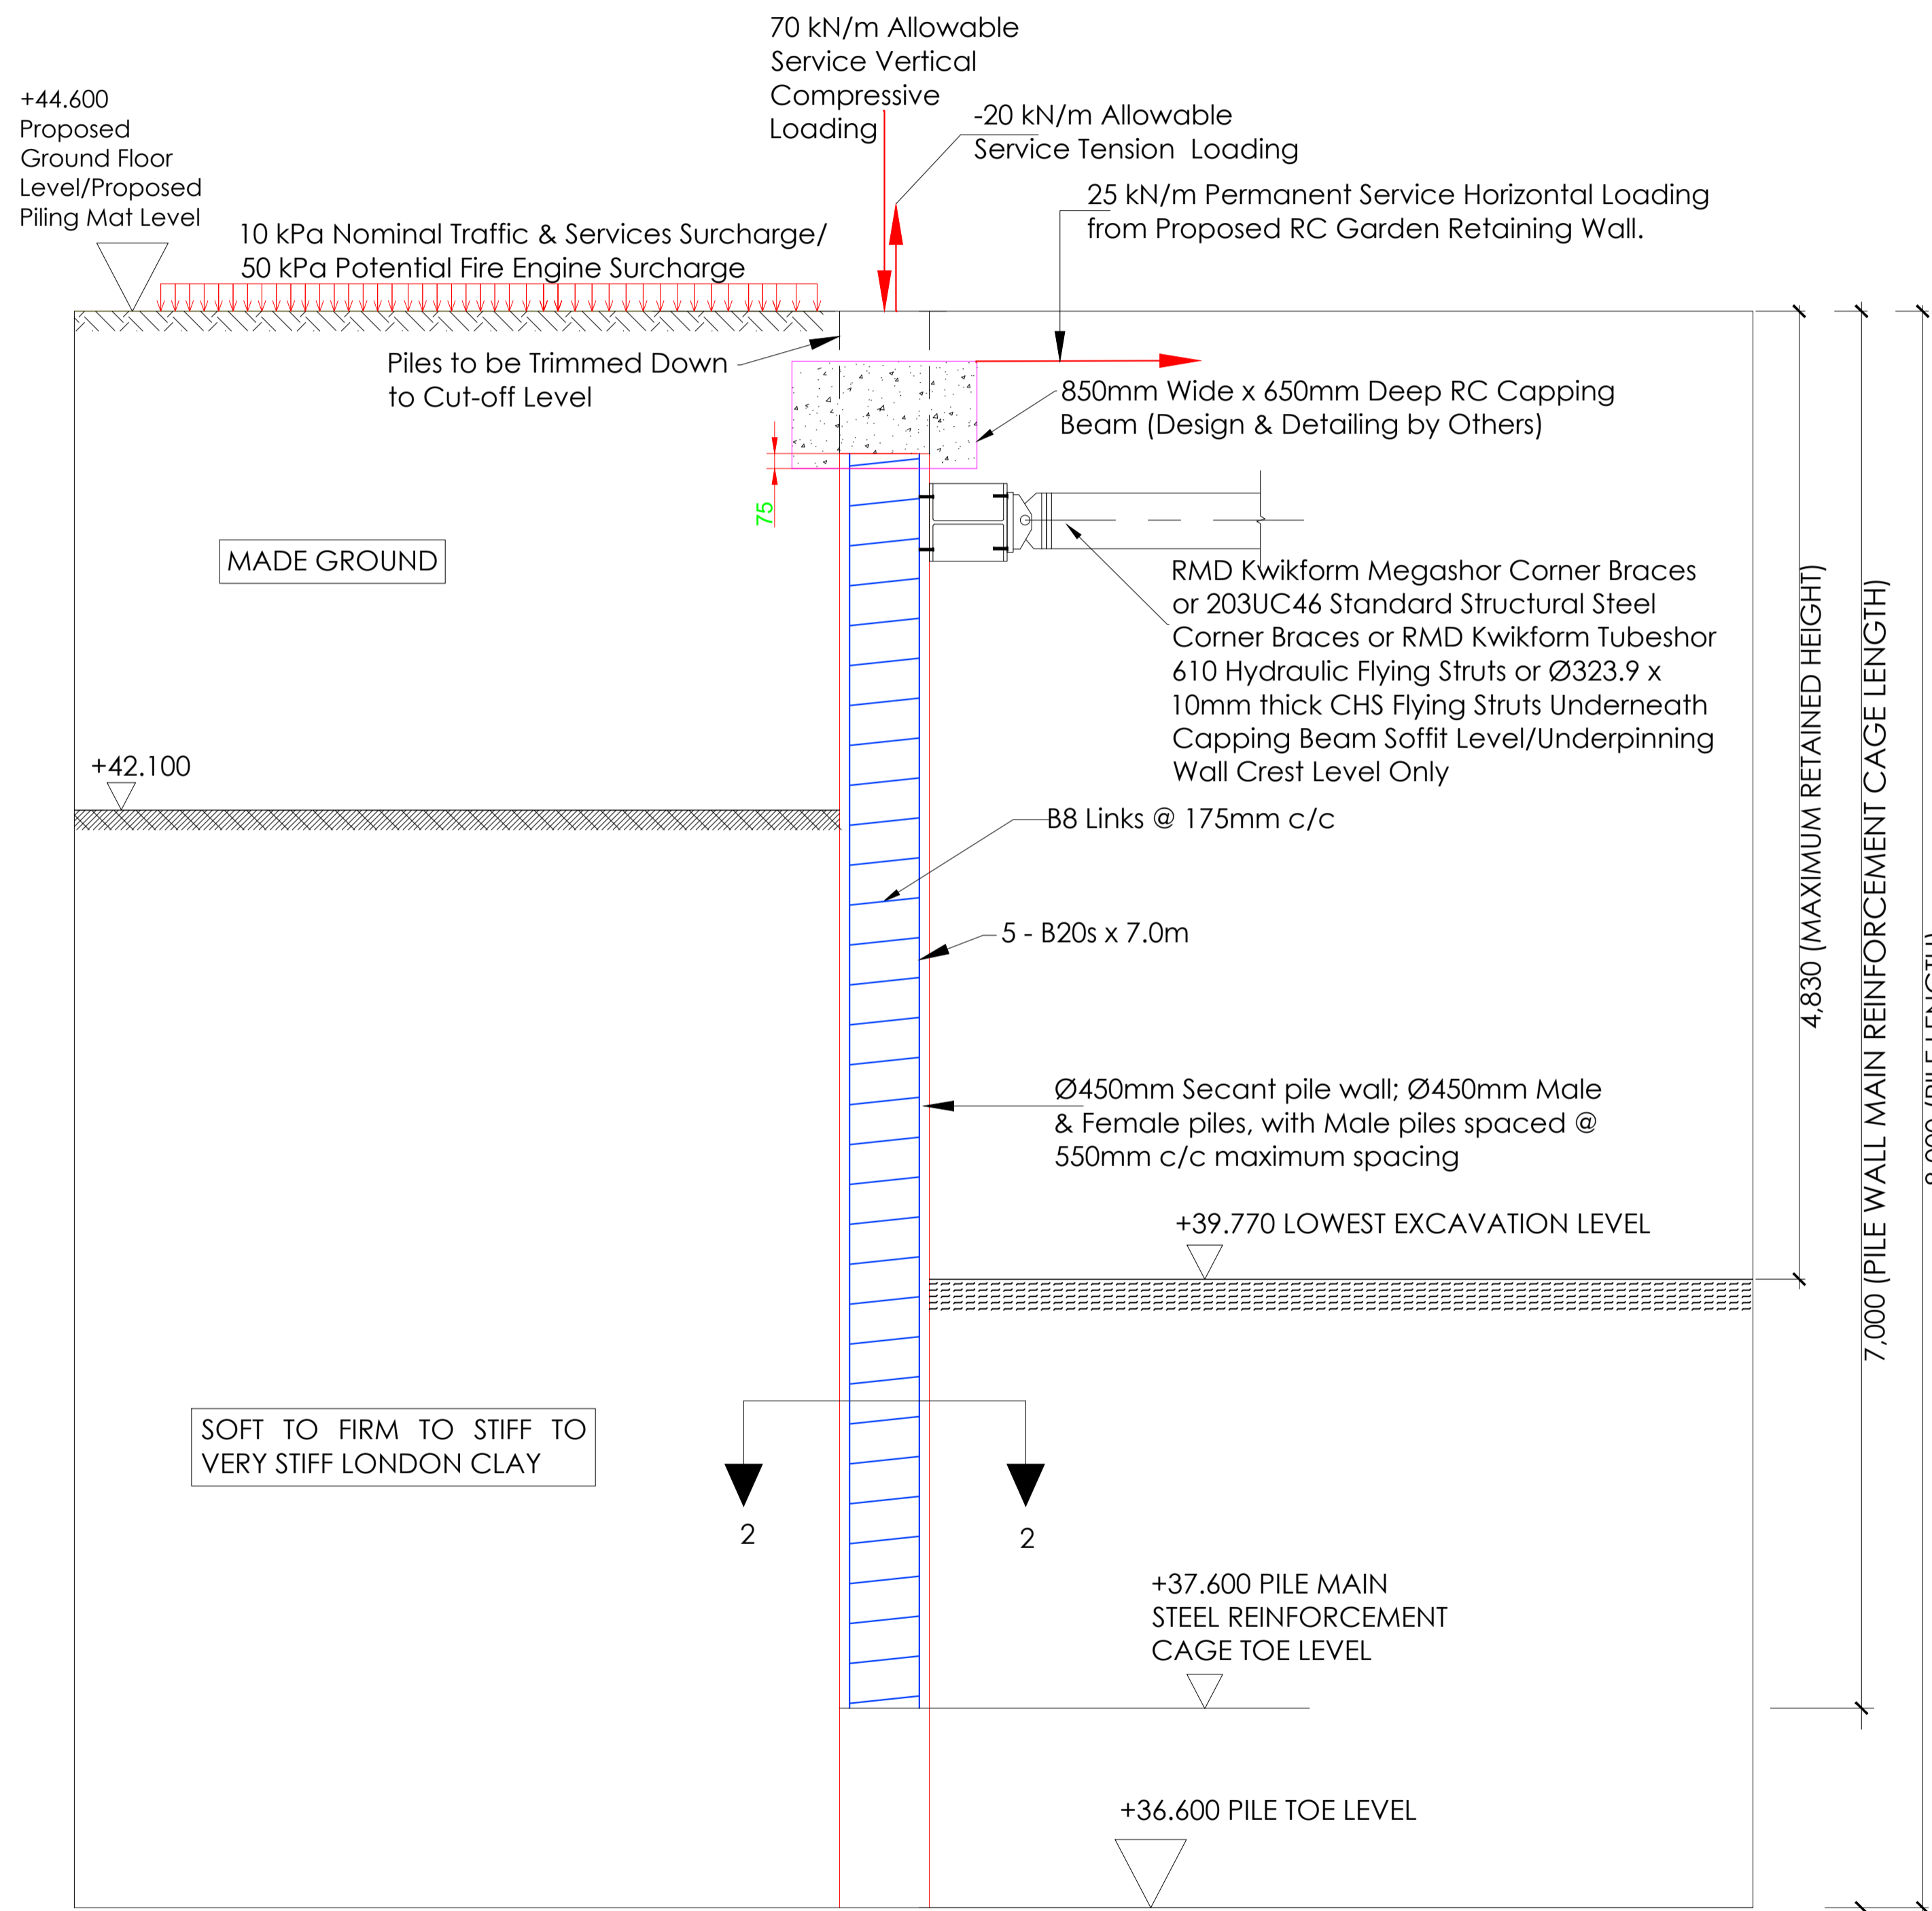 70 kN/m Allowable
Service Vertical
Compressive
Loading
+44.600
Proposed
Ground Floor
Level/Proposed
Piling Mat Level
-20 kN/m Allowable
Service Tension Loading
25 kN/m Permanent Service Horizontal Loading
from Proposed RC Garden Retaining Wall.
10 kPa Nominal Traffic & Services Surcharge/
50 kPa Potential Fire Engine Surcharge
Piles to be Trimmed Down
to Cut-off Level
850mm Wide x 650mm Deep RC Capping
Beam (Design & Detailing by Others)
75
MADE GROUND
RMD Kwikform Megashor Corner Braces
or 203UC46 Standard Structural Steel
Corner Braces or RMD Kwikform Tubeshor
610 Hydraulic Flying Struts or Ø323.9 x
10mm thick CHS Flying Struts Underneath
Capping Beam Soffit Level/Underpinning
Wall Crest Level Only
+42.100
B8 Links @ 175mm c/c
5 - B20s x 7.0m
Ø450mm Secant pile wall; Ø450mm Male
& Female piles, with Male piles spaced @
550mm c/c maximum spacing
+39.770 LOWEST EXCAVATION LEVEL
SOFT TO FIRM TO STIFF TO
VERY STIFF LONDON CLAY
2
2
+37.600 PILE MAIN
STEEL REINFORCEMENT
CAGE TOE LEVEL
+36.600 PILE TOE LEVEL
4,830 (MAXIMUM RETAINED HEIGHT)
7,000 (PILE WALL MAIN REINFORCEMENT CAGE LENGTH)
8,000 (PILE LENGTH)